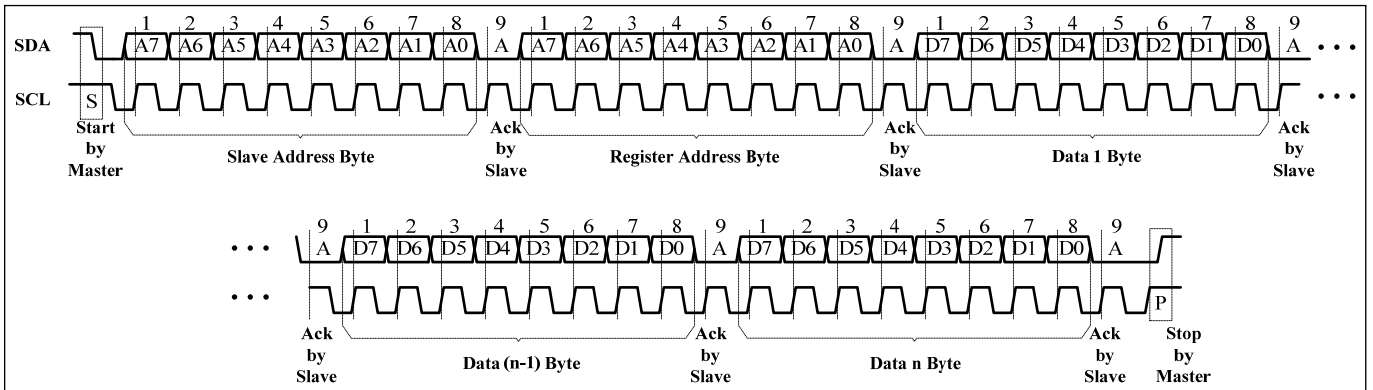 1 2 3 4 5 6 7 8 9 1 2 3 4 5 6 7 8 9 1 2 3 4 5 6 7 8 9
SDA A7 A6 A5 A4 A3 A2 A1 A0 A A7 A6 A5 A4 A3 A2 A1 A0 A D7 D6 D5 D4 D3 D2 D1 D0 A • • •
SCL S • • •
Start by Master
Slave Address Byte
Ack by Slave
Register Address Byte
Ack by Slave
Data 1 Byte
Ack by Slave
9 1 2 3 4 5 6 7 8 9 1 2 3 4 5 6 7 8 9
• • • A D7 D6 D5 D4 D3 D2 D1 D0 A D7 D6 D5 D4 D3 D2 D1 D0 A
• • • P
Ack by Slave
Data (n-1) Byte
Ack by Slave
Data n Byte
Ack by Slave
Stop by Master